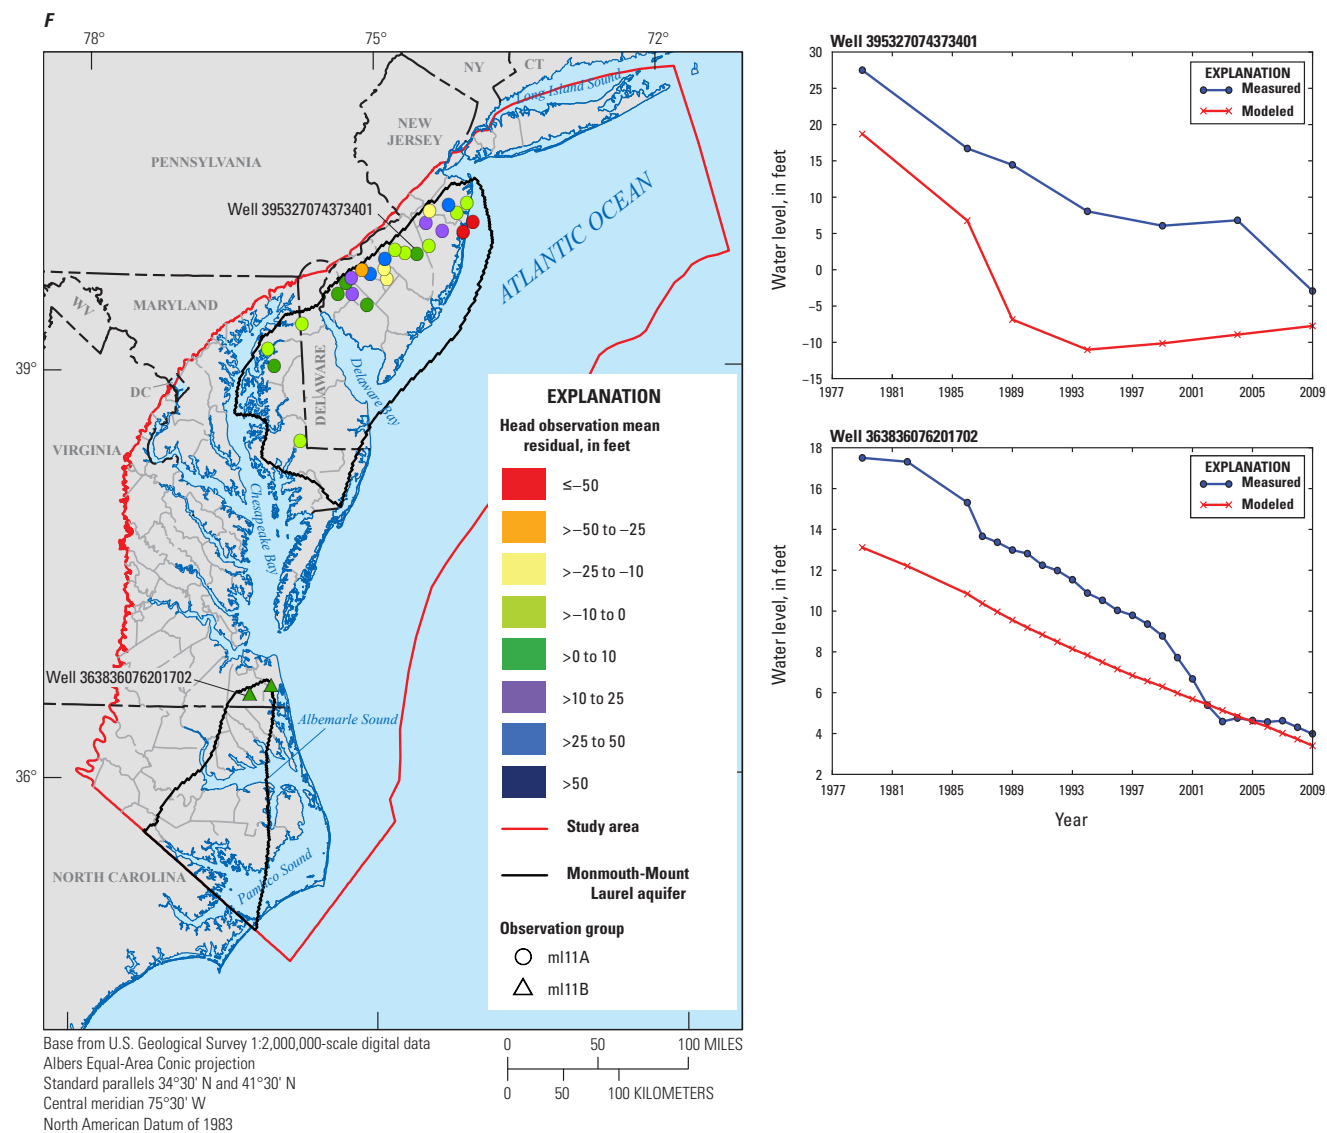 F
78°
75°
72°
NY
CT
Long Island Sound
NEW
JERSEY
PENNSYLVANIA
Well 395327074373401
ATLANTIC OCEAN
WV
MARYLAND
39°
DC
DELAWARE
Delaware Bay
VIRGINIA
Chesapeake Bay
Well 363836076201702
Albemarle Sound
36°
NORTH CAROLINA
Pamlico Sound
EXPLANATION
Head observation mean
residual, in feet
≤–50
>–50 to –25
>–25 to –10
>–10 to 0
>0 to 10
>10 to 25
>25 to 50
>50
Study area
Monmouth-Mount
Laurel aquifer
Observation group
ml11A
ml11B
Base from U.S. Geological Survey 1:2,000,000-scale digital data
Albers Equal-Area Conic projection
Standard parallels 34°30' N and 41°30' N
Central meridian 75°30' W
North American Datum of 1983
0 50 100 MILES
0 50 100 KILOMETERS
Well 395327074373401
30
25
20
15
10
5
0
–5
–10
–15
Water level, in feet
EXPLANATION
Measured
Modeled
1977 1981 1985 1989 1993 1997 2001 2005 2009
Well 363836076201702
18
16
14
12
10
8
6
4
2
Water level, in feet
EXPLANATION
Measured
Modeled
1977 1981 1985 1989 1993 1997 2001 2005 2009
Year